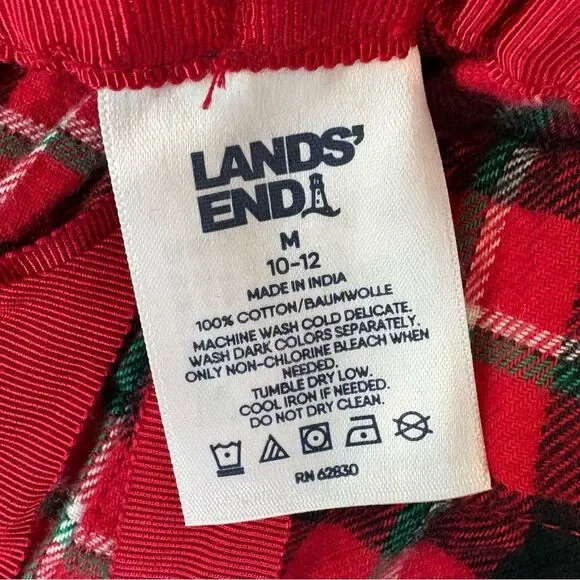 LANDS'
END
M
10-12
MADE IN INDIA
100% COTTON/BAUMWOLLE
MACHINE WASH COLD DELICATE.
WASH DARK COLORS SEPARATELY.
ONLY NON-CHLORINE BLEACH WHEN
NEEDED.
TUMBLE DRY LOW.
COOL IRON IF NEEDED.
DO NOT DRY CLEAN.
RN 62830